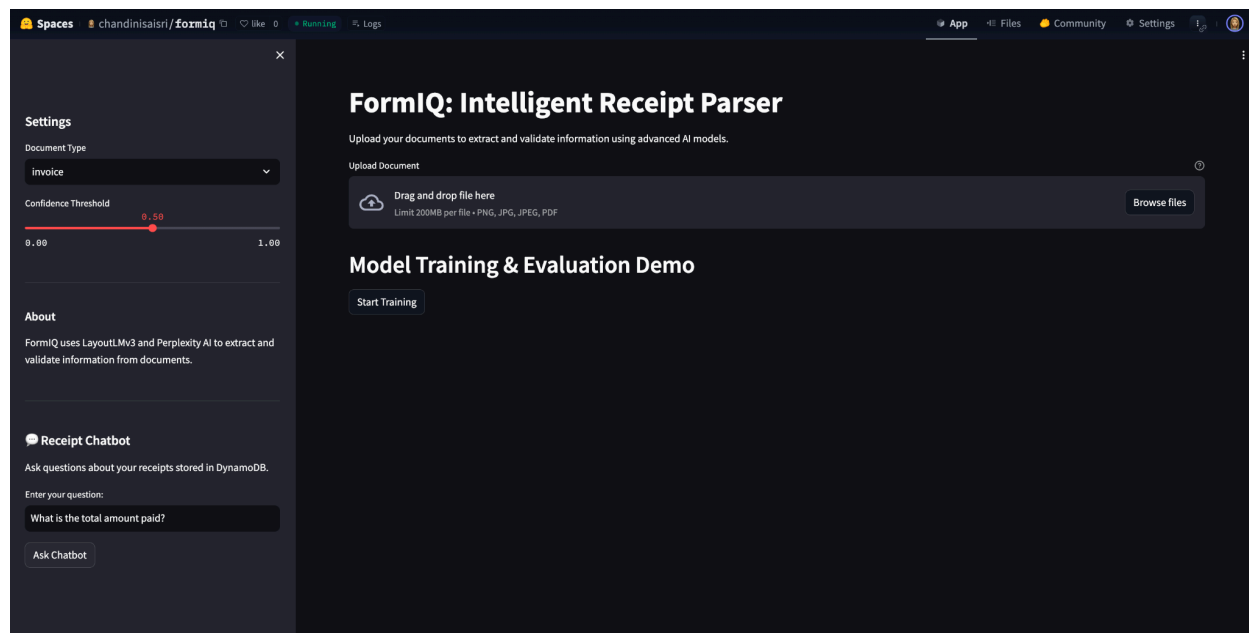 Spaces
chandinisaisri/formiq
like 0
Running
Logs
App
Files
Community
Settings
Settings
Document Type
invoice
Confidence Threshold
0.50
0.00 1.00
About
FormIQ uses LayoutLMv3 and Perplexity AI to extract and
validate information from documents.
💬 Receipt Chatbot
Ask questions about your receipts stored in DynamoDB.
Enter your question:
What is the total amount paid?
Ask Chatbot
FormIQ: Intelligent Receipt Parser
Upload your documents to extract and validate information using advanced AI models.
Upload Document
Drag and drop file here
Limit 200MB per file • PNG, JPG, JPEG, PDF
Browse files
Model Training & Evaluation Demo
Start Training